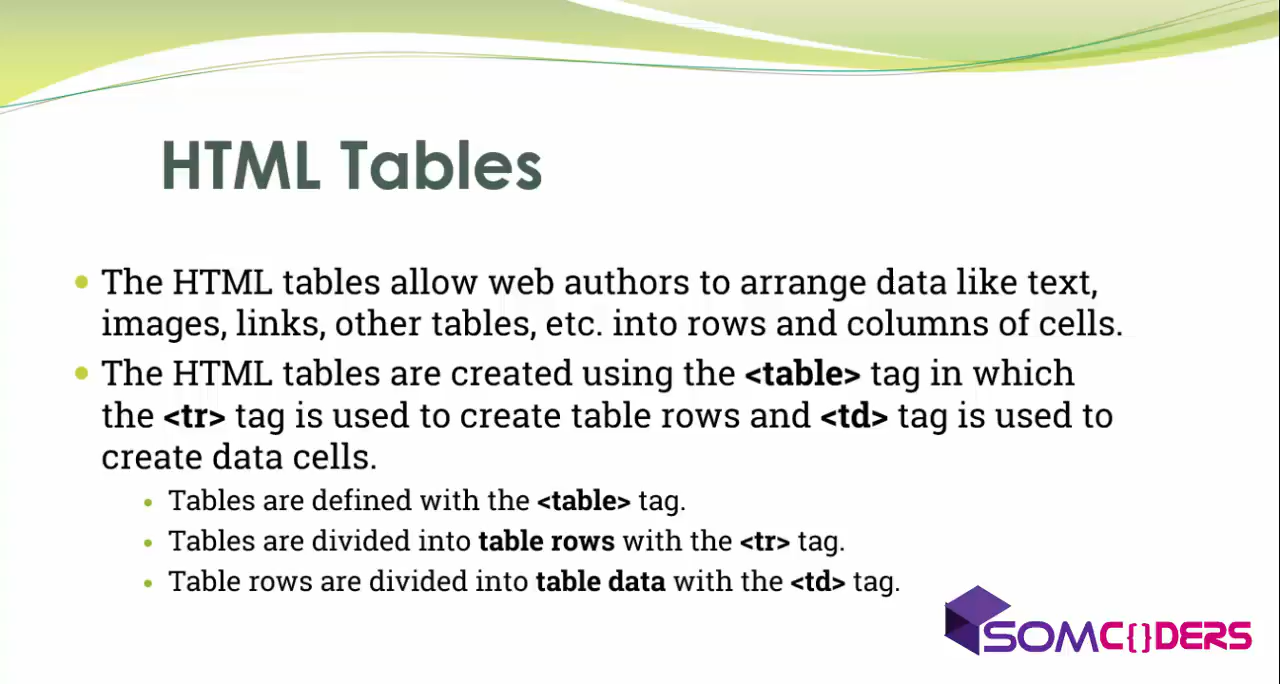 HTML Tables
The HTML tables allow web authors to arrange data like text,
images, links, other tables, etc. into rows and columns of cells.
The HTML tables are created using the <table> tag in which
the <tr> tag is used to create table rows and <td> tag is used to
create data cells.
Tables are defined with the <table> tag.
Tables are divided into table rows with the <tr> tag.
Table rows are divided into table data with the <td> tag.
SOMC{}DERS